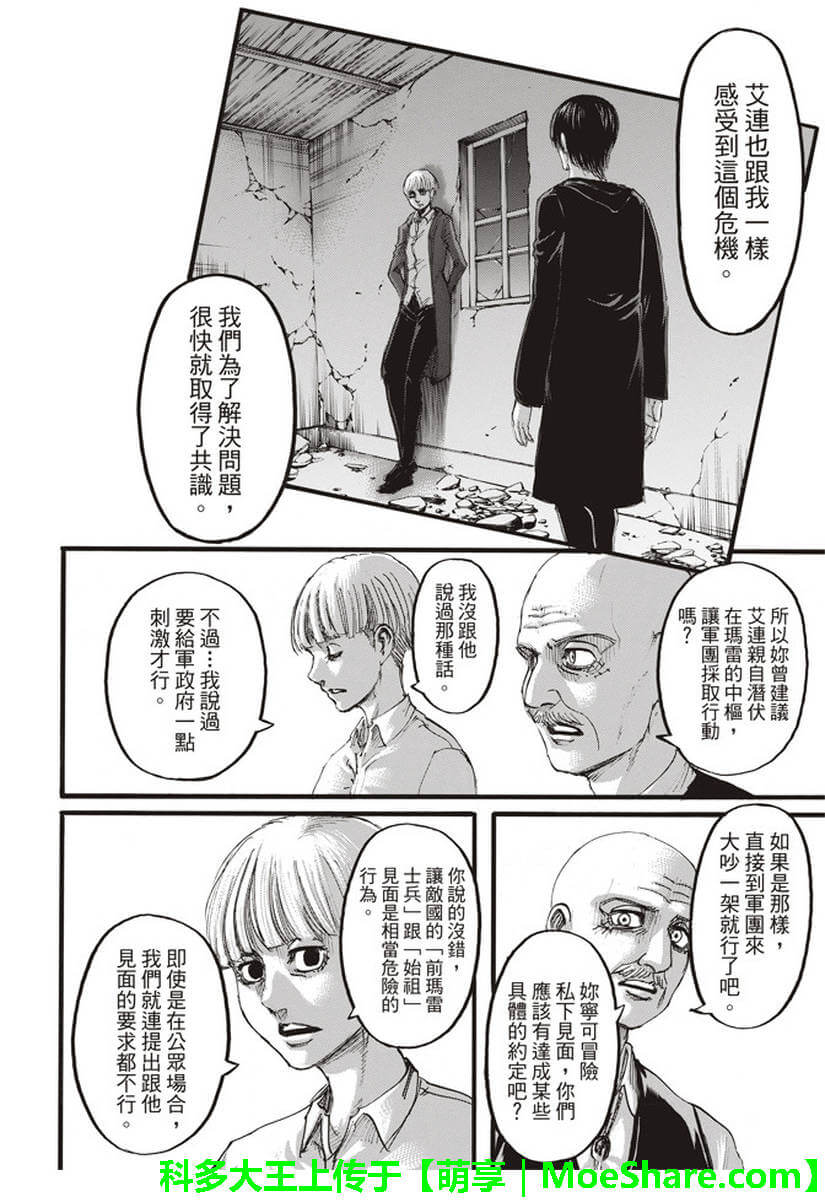 艾連也跟我一樣
感受到這個危機。
我們為了解決問題，
很快就取得了共識。
所以妳曾建議
艾連親自潛伏
在瑪雷的中樞，
讓軍團採取行動
嗎？
我沒跟他
說過那種話。
不過…我說過
要給軍政府一點
刺激才行。
如果是那樣，
直接到軍團來
大吵一架就行了吧。
妳寧可冒險
私下見面，你們
應該有達成某些
具體的約定吧？
你說的沒錯，
讓敵國的「前瑪雷
士兵」跟「始祖」
見面是相當危險的
行為。
即使是在公眾場合，
我們就連提出跟他
見面的要求都不行。
科多大王上传于【萌享丨MoeShare.com】